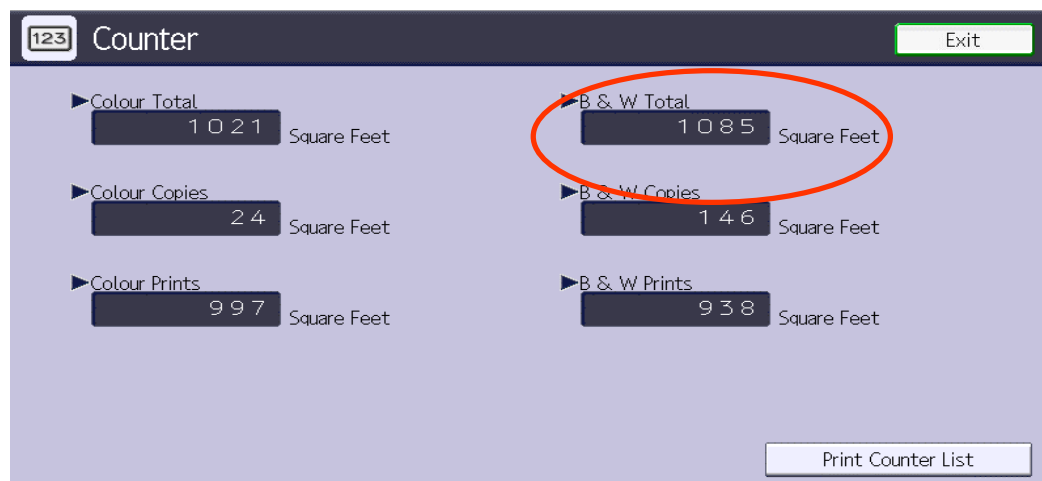 123 Counter Exit
►Colour Total ►B & W Total
1021 Square Feet 1085 Square Feet
►Colour Copies ►B & W Copies
24 Square Feet 146 Square Feet
►Colour Prints ►B & W Prints
997 Square Feet 938 Square Feet
Print Counter List